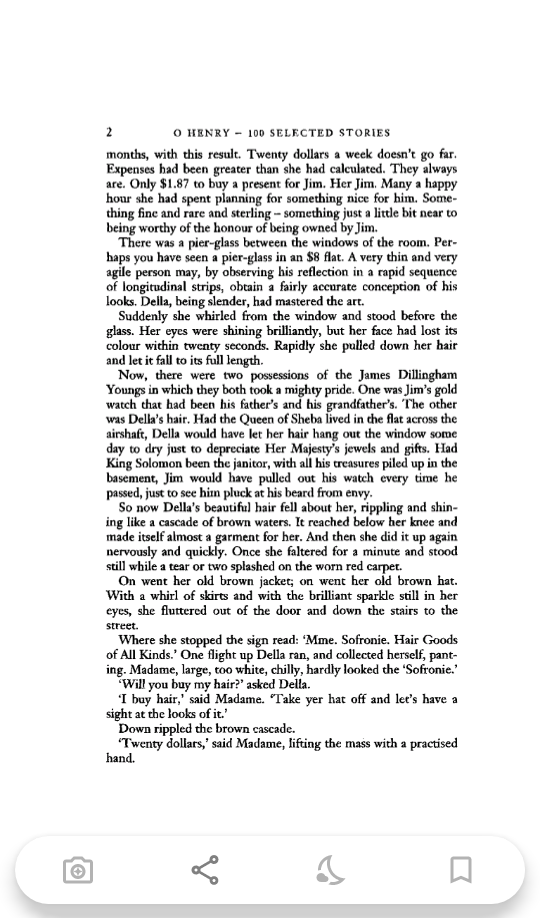 2 O HENRY – 100 SELECTED STORIES
months, with this result. Twenty dollars a week doesn't go far.
Expenses had been greater than she had calculated. They always
are. Only $1.87 to buy a present for Jim. Her Jim. Many a happy
hour she had spent planning for something nice for him. Some-
thing fine and rare and sterling – something just a little bit near to
being worthy of the honour of being owned by Jim.
There was a pier-glass between the windows of the room. Per-
haps you have seen a pier-glass in an $8 flat. A very thin and very
agile person may, by observing his reflection in a rapid sequence
of longitudinal strips, obtain a fairly accurate conception of his
looks. Della, being slender, had mastered the art.
Suddenly she whirled from the window and stood before the
glass. Her eyes were shining brilliantly, but her face had lost its
colour within twenty seconds. Rapidly she pulled down her hair
and let it fall to its full length.
Now, there were two possessions of the James Dillingham
Youngs in which they both took a mighty pride. One was Jim's gold
watch that had been his father's and his grandfather's. The other
was Della's hair. Had the Queen of Sheba lived in the flat across the
airshaft, Della would have let her hair hang out the window some
day to dry just to depreciate Her Majesty's jewels and gifts. Had
King Solomon been the janitor, with all his treasures piled up in the
basement, Jim would have pulled out his watch every time he
passed, just to see him pluck at his beard from envy.
So now Della's beautiful hair fell about her, rippling and shin-
ing like a cascade of brown waters. It reached below her knee and
made itself almost a garment for her. And then she did it up again
nervously and quickly. Once she faltered for a minute and stood
still while a tear or two splashed on the worn red carpet.
On went her old brown jacket; on went her old brown hat.
With a whirl of skirts and with the brilliant sparkle still in her
eyes, she fluttered out of the door and down the stairs to the
street.
Where she stopped the sign read: 'Mme. Sofronie. Hair Goods
of All Kinds.' One flight up Della ran, and collected herself, pant-
ing. Madame, large, too white, chilly, hardly looked the 'Sofronie.'
'Will you buy my hair?' asked Della.
'I buy hair,' said Madame. 'Take yer hat off and let's have a
sight at the looks of it.'
Down rippled the brown cascade.
'Twenty dollars,' said Madame, lifting the mass with a practised
hand.